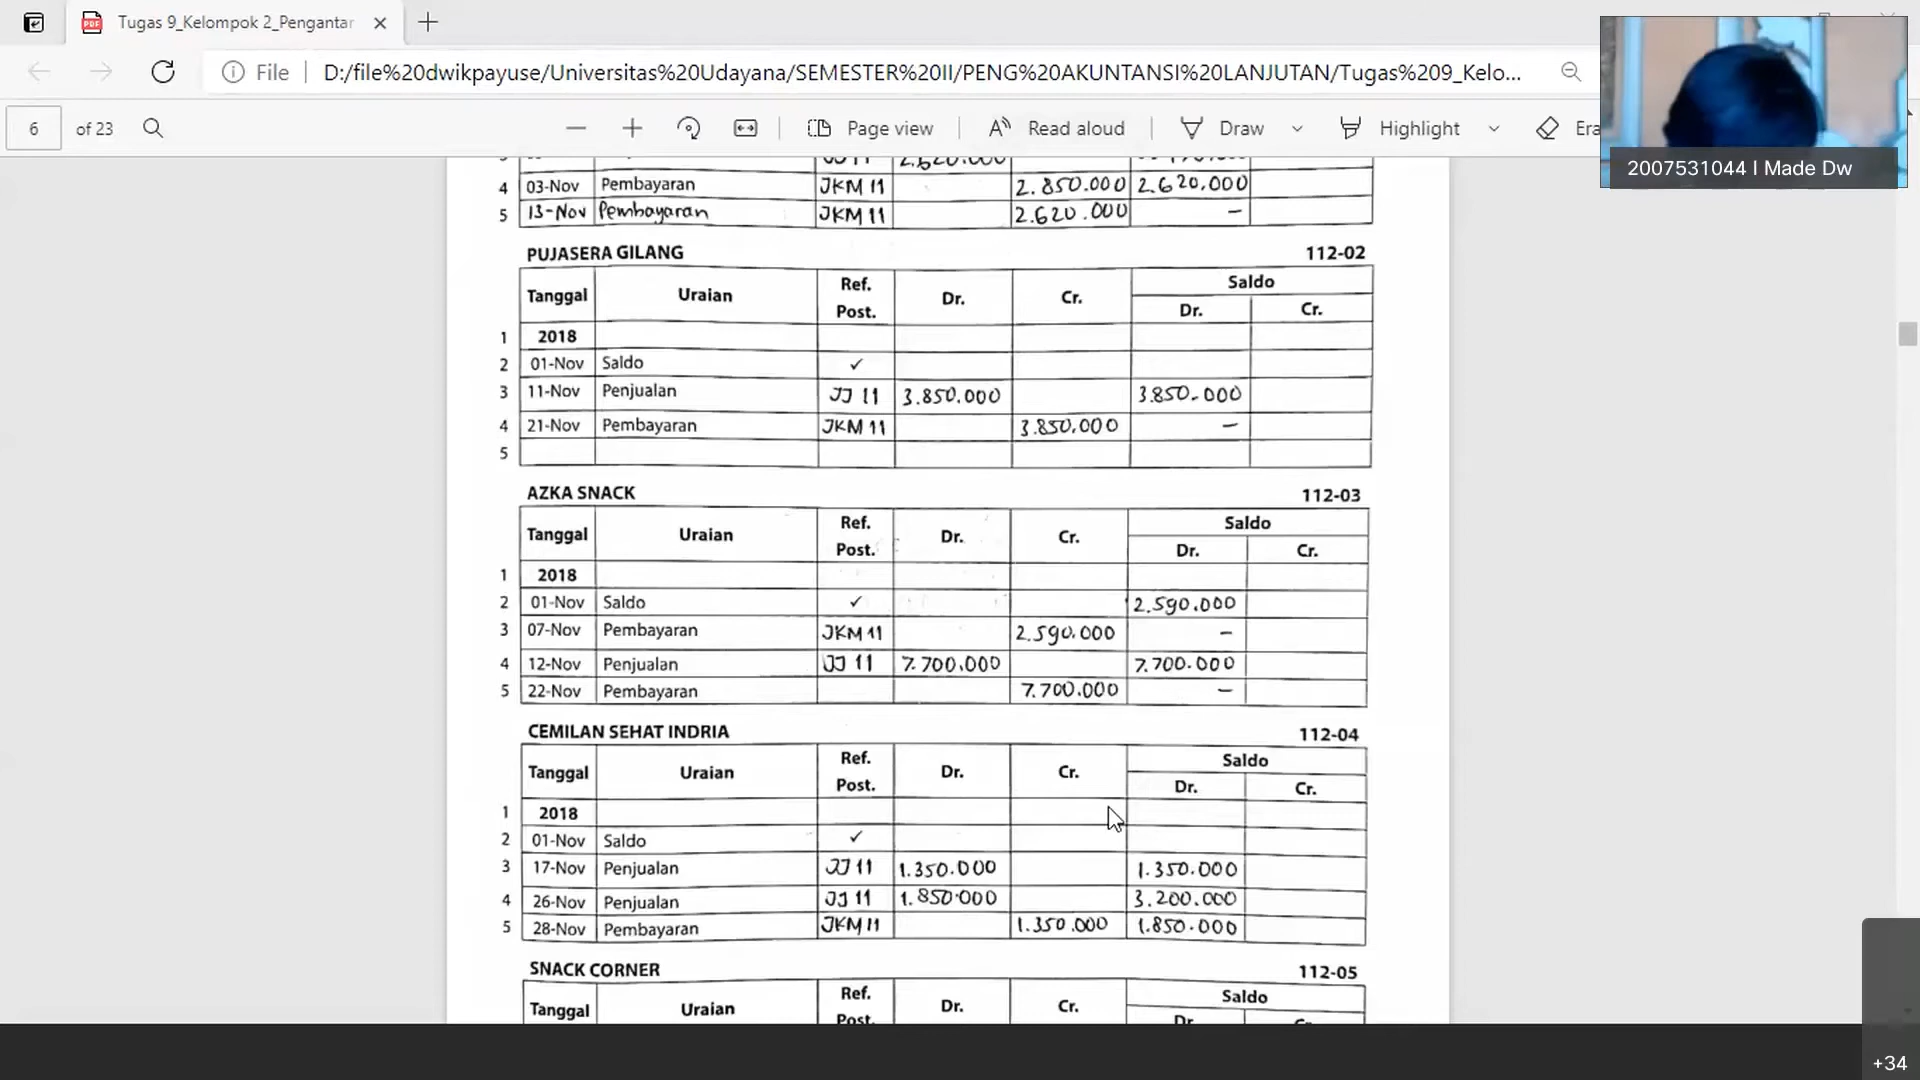 Tugas 9_Kelompok 2_Pengantar
File D:/file%20dwikpayuse/Universitas%20Udayana/SEMESTER%20II/PENG%20AKUNTANSI%20LANJUTAN/Tugas%209_Kelo...
6 of 23 Page view Read aloud Draw Highlight Era
2007531044 I Made Dw
4 03-Nov Pembayaran JKM 11 2.850.000 2.620.000
5 13-Nov Pembayaran JKM 11 2.620.000 –
PUJASERA GILANG 112-02
Tanggal Uraian Ref. Post. Dr. Cr. Saldo
Dr. Cr.
1 2018
2 01-Nov Saldo ✓
3 11-Nov Penjualan JJ 11 3.850.000 3.850.000
4 21-Nov Pembayaran JKM 11 3.850.000 –
5
AZKA SNACK 112-03
Tanggal Uraian Ref. Post. Dr. Cr. Saldo
Dr. Cr.
1 2018
2 01-Nov Saldo ✓ 2.590.000
3 07-Nov Pembayaran JKM 11 2.590.000 –
4 12-Nov Penjualan JJ 11 7.700.000 7.700.000
5 22-Nov Pembayaran 7.700.000 –
CEMILAN SEHAT INDRIA 112-04
Tanggal Uraian Ref. Post. Dr. Cr. Saldo
Dr. Cr.
1 2018
2 01-Nov Saldo ✓
3 17-Nov Penjualan JJ 11 1.350.000 1.350.000
4 26-Nov Penjualan JJ 11 1.850.000 3.200.000
5 28-Nov Pembayaran JKM 11 1.350.000 1.850.000
SNACK CORNER 112-05
Tanggal Uraian Ref. Post. Dr. Cr. Saldo
Dr. Cr.
+34